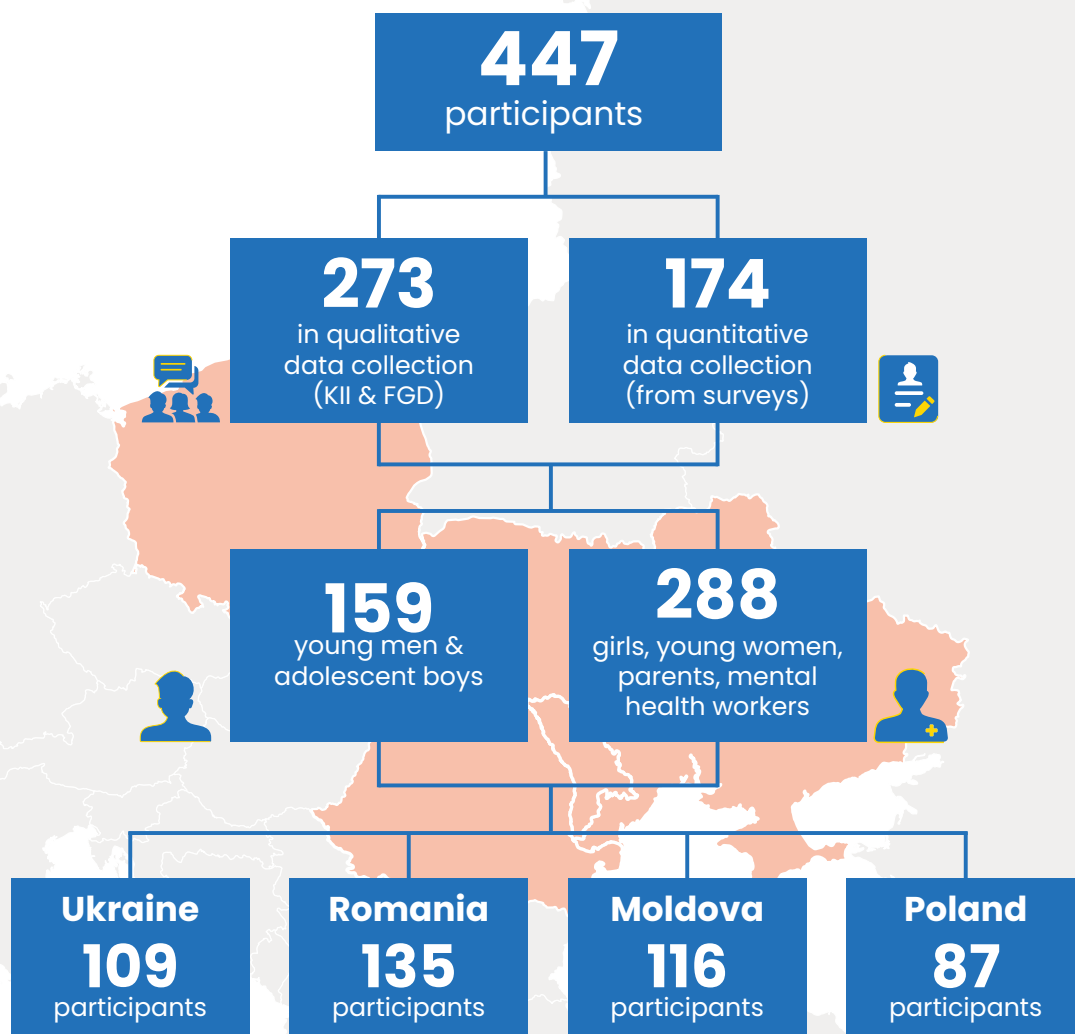 447
participants
273
in qualitative
data collection
(KII & FGD)
174
in quantitative
data collection
(from surveys)
159
young men &
adolescent boys
288
girls, young women,
parents, mental
health workers
Ukraine
109
participants
Romania
135
participants
Moldova
116
participants
Poland
87
participants